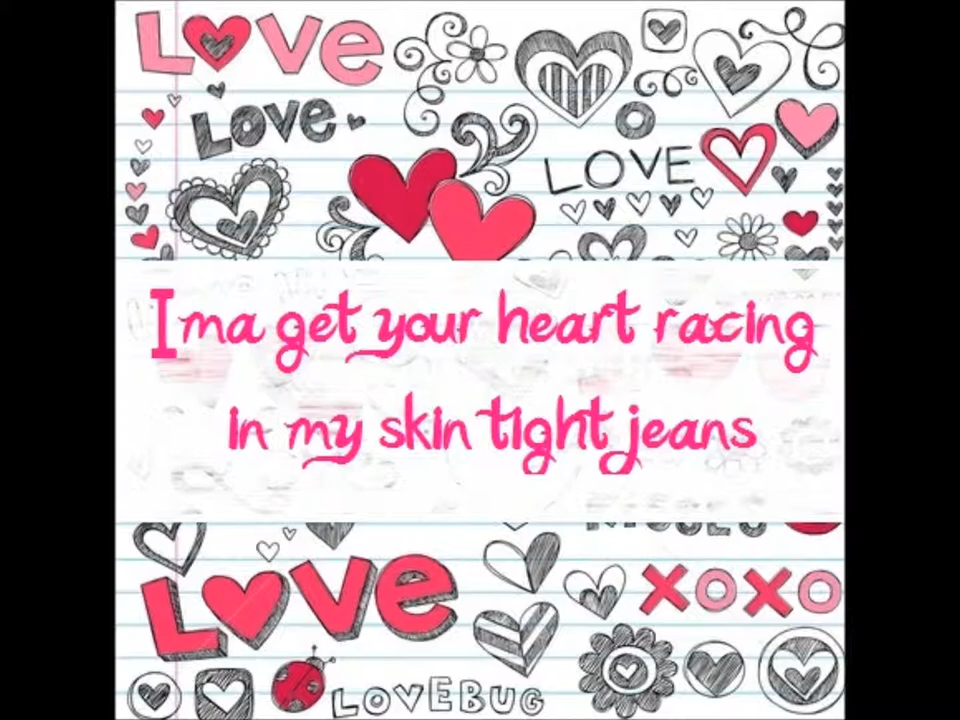 LOVE
LOVE
LOVE
Ima get your heart racing
in my skin tight jeans
LOVE
XOXO
LOVEBUG